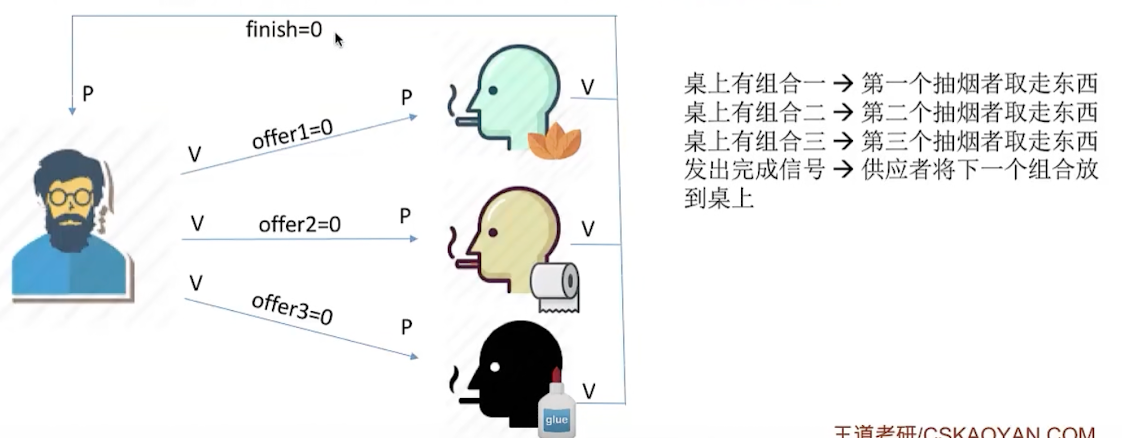 finish=0
P
V
offer1=0
P
V
V
offer2=0
P
V
V
offer3=0
P
V
glue
桌上有组合一 → 第一个抽烟者取走东西
桌上有组合二 → 第二个抽烟者取走东西
桌上有组合三 → 第三个抽烟者取走东西
发出完成信号 → 供应者将下一个组合放
到桌上
王道考研/CSKAOYAN.COM